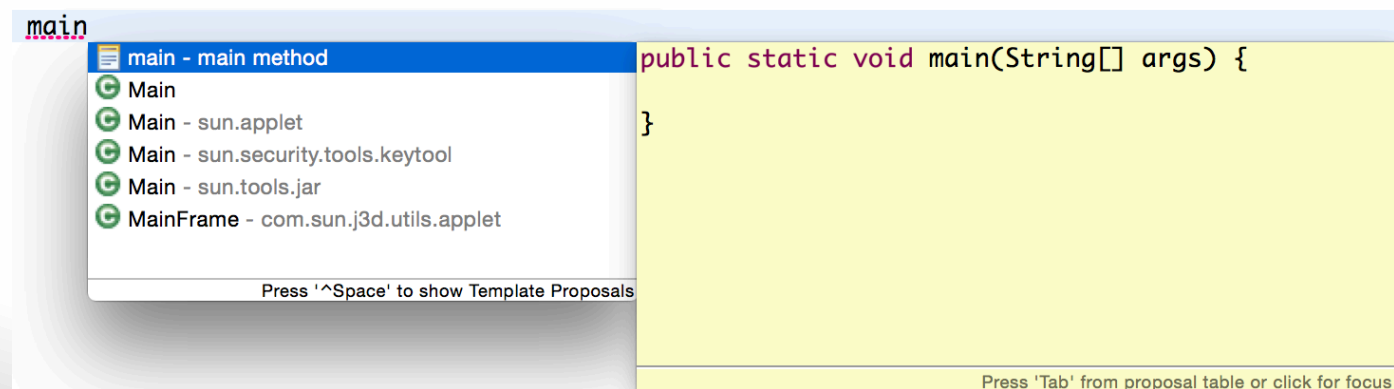 main
main - main method
Main
Main - sun.applet
Main - sun.security.tools.keytool
Main - sun.tools.jar
MainFrame - com.sun.j3d.utils.applet
Press '^Space' to show Template Proposals
public static void main(String[] args) {
}
Press 'Tab' from proposal table or click for focus